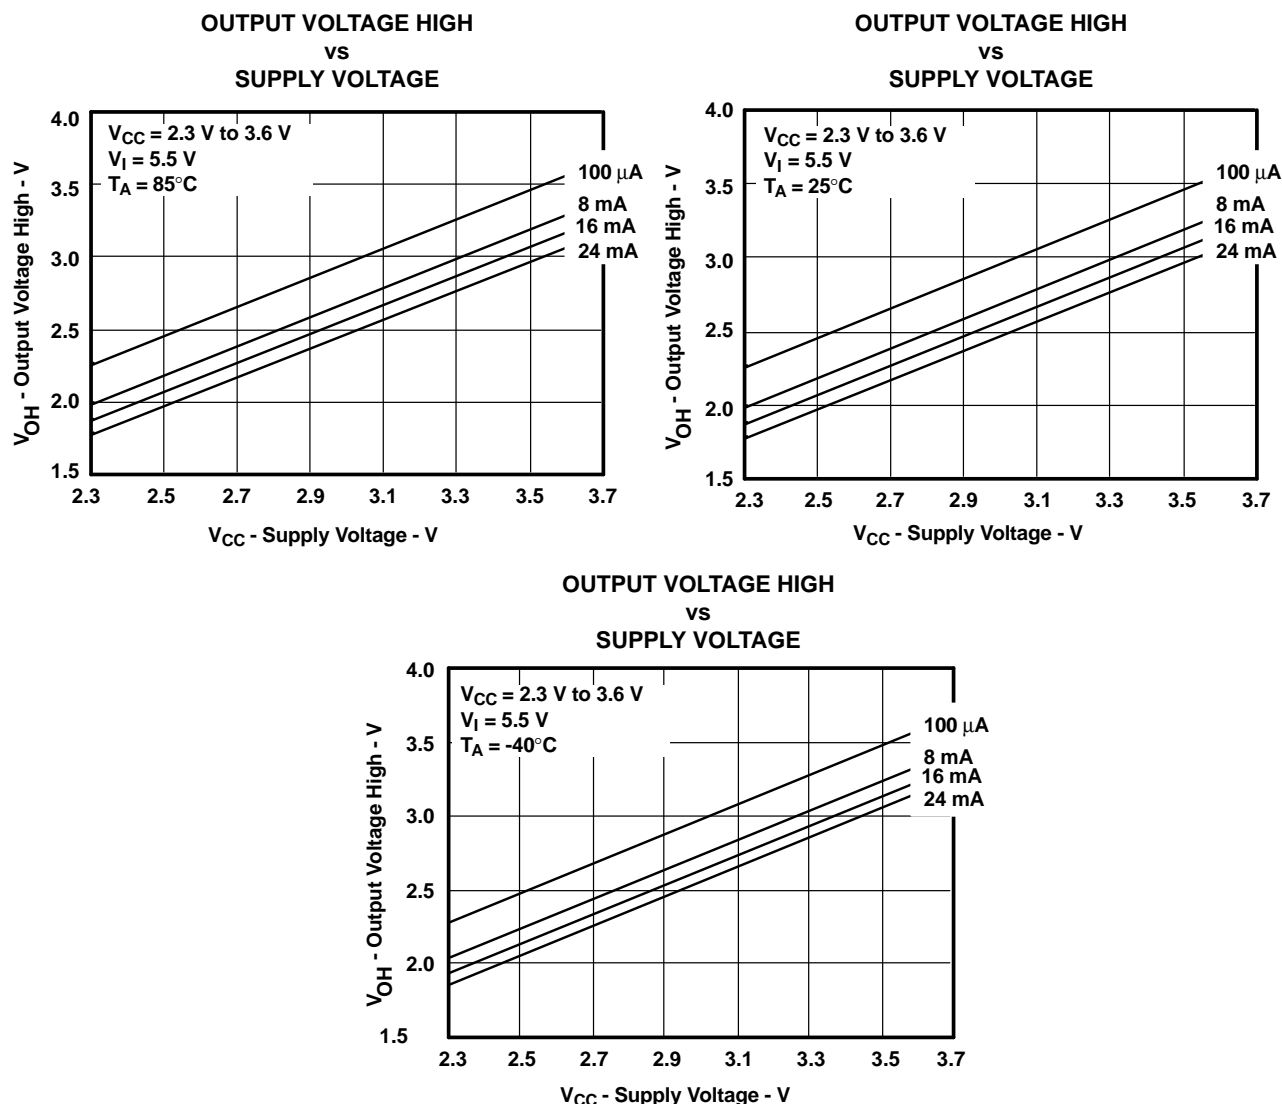 OUTPUT VOLTAGE HIGH
vs
SUPPLY VOLTAGE
V_OH - Output Voltage High - V
4.0
3.5
3.0
2.5
2.0
1.5
V_CC = 2.3 V to 3.6 V
V_I = 5.5 V
T_A = 85°C
100 μA
8 mA
16 mA
24 mA
2.3 2.5 2.7 2.9 3.1 3.3 3.5 3.7
V_CC - Supply Voltage - V
OUTPUT VOLTAGE HIGH
vs
SUPPLY VOLTAGE
V_OH - Output Voltage High - V
4.0
3.5
3.0
2.5
2.0
1.5
V_CC = 2.3 V to 3.6 V
V_I = 5.5 V
T_A = 25°C
100 μA
8 mA
16 mA
24 mA
2.3 2.5 2.7 2.9 3.1 3.3 3.5 3.7
V_CC - Supply Voltage - V
OUTPUT VOLTAGE HIGH
vs
SUPPLY VOLTAGE
V_OH - Output Voltage High - V
4.0
3.5
3.0
2.5
2.0
1.5
V_CC = 2.3 V to 3.6 V
V_I = 5.5 V
T_A = -40°C
100 μA
8 mA
16 mA
24 mA
2.3 2.5 2.7 2.9 3.1 3.3 3.5 3.7
V_CC - Supply Voltage - V